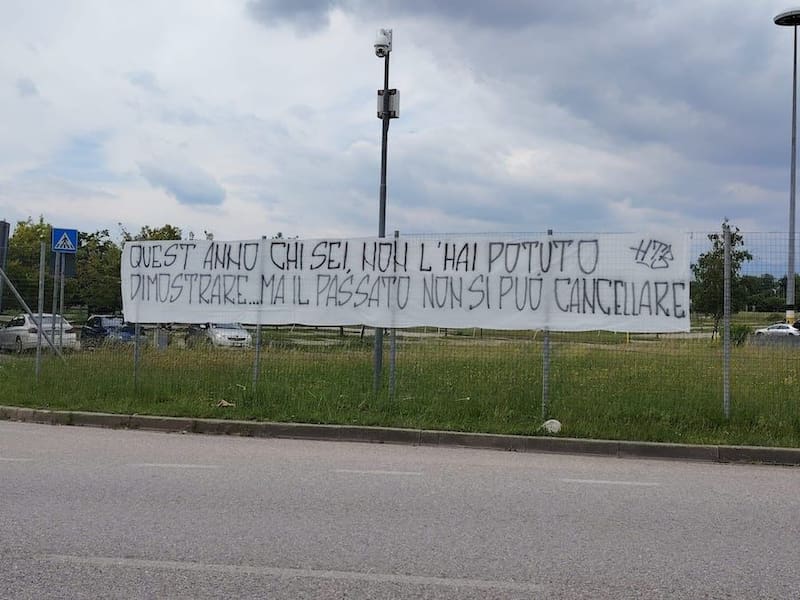 QUEST ANNO CHI SEI, NON L'HAI POTUTO
DIMOSTRARE...MA IL PASSATO NON SI PUÒ CANCELLARE